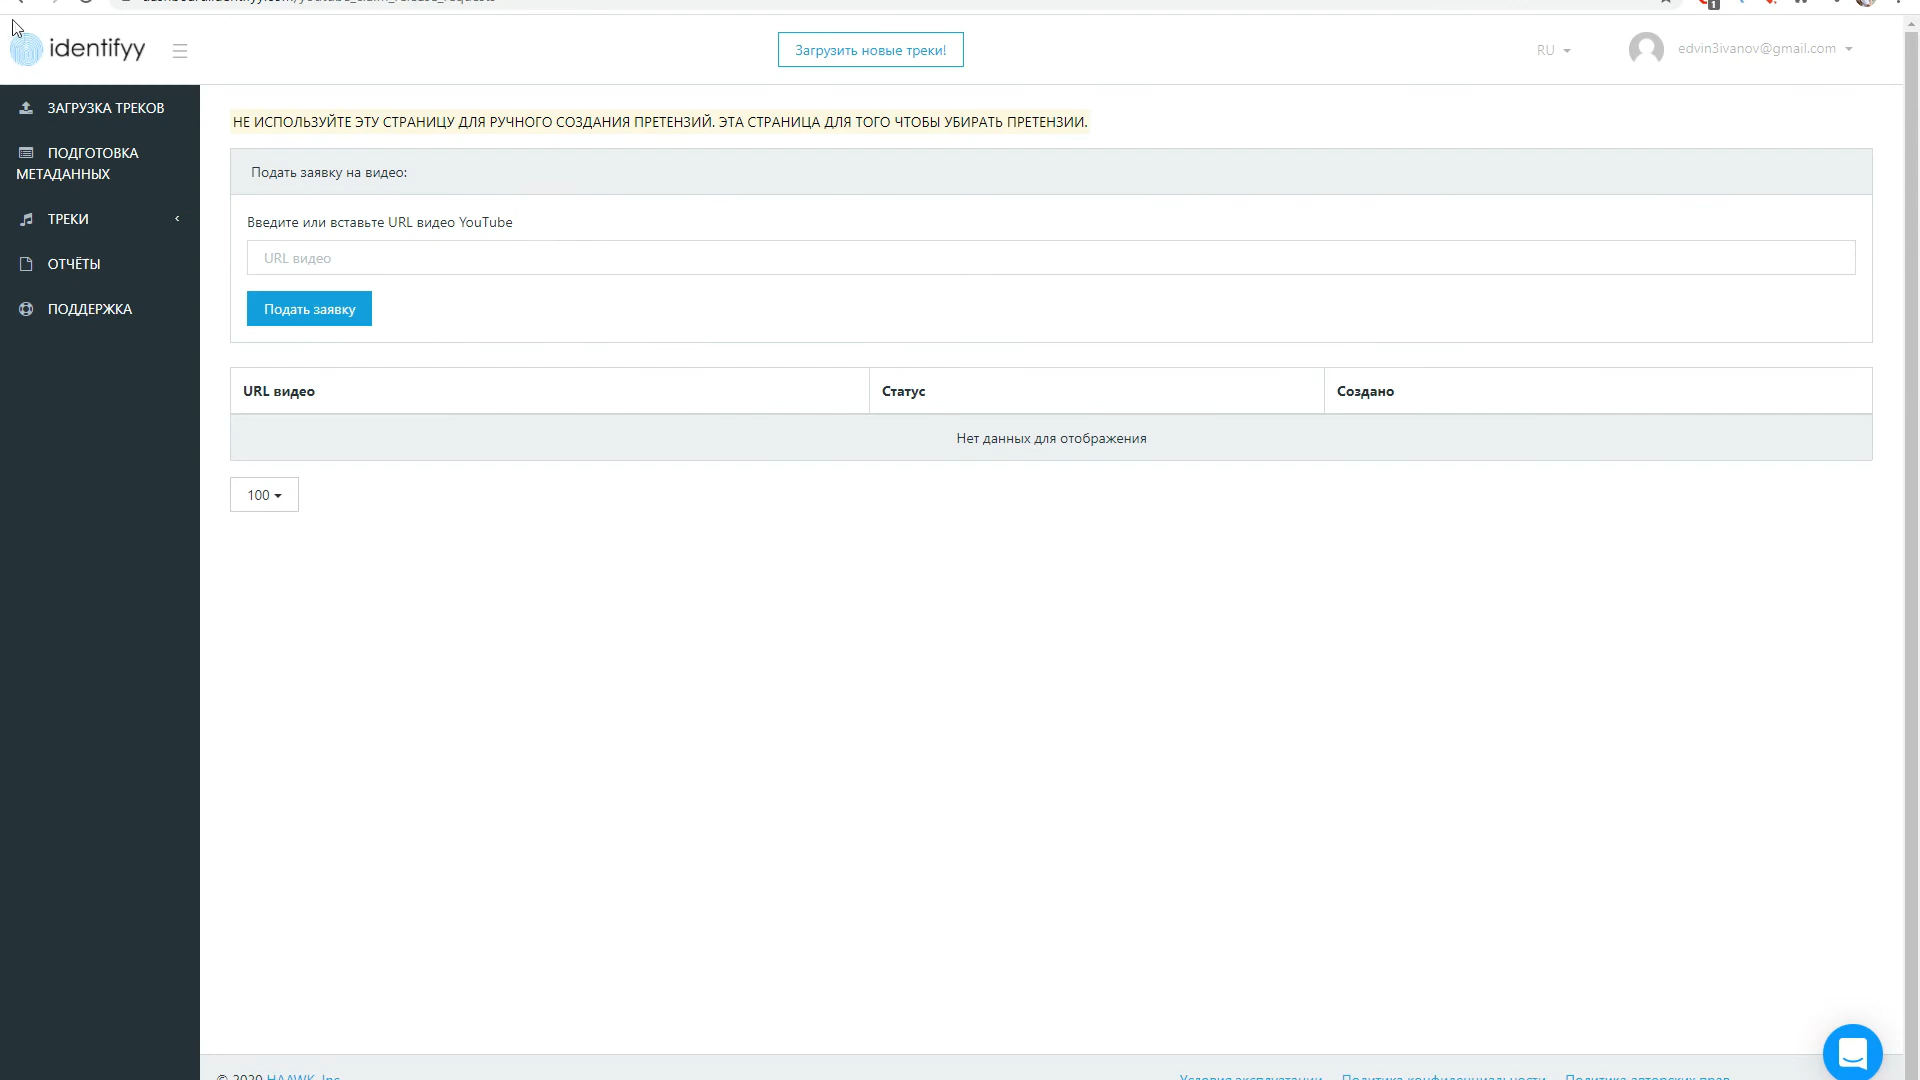 identifyy
Загрузить новые треки!
RU
edvin3ivanov@gmail.com
ЗАГРУЗКА ТРЕКОВ
ПОДГОТОВКА
МЕТАДАННЫХ
ТРЕКИ
ОТЧЁТЫ
ПОДДЕРЖКА
НЕ ИСПОЛЬЗУЙТЕ ЭТУ СТРАНИЦУ ДЛЯ РУЧНОГО СОЗДАНИЯ ПРЕТЕНЗИЙ. ЭТА СТРАНИЦА ДЛЯ ТОГО ЧТОБЫ УБИРАТЬ ПРЕТЕНЗИИ.
Подать заявку на видео:
Введите или вставьте URL видео YouTube
URL видео
Подать заявку
URL видео Статус Создано
Нет данных для отображения
100
© 2020 HAAWK, Inc.
Условия эксплуатации Политика конфиденциальности Политика авторских прав